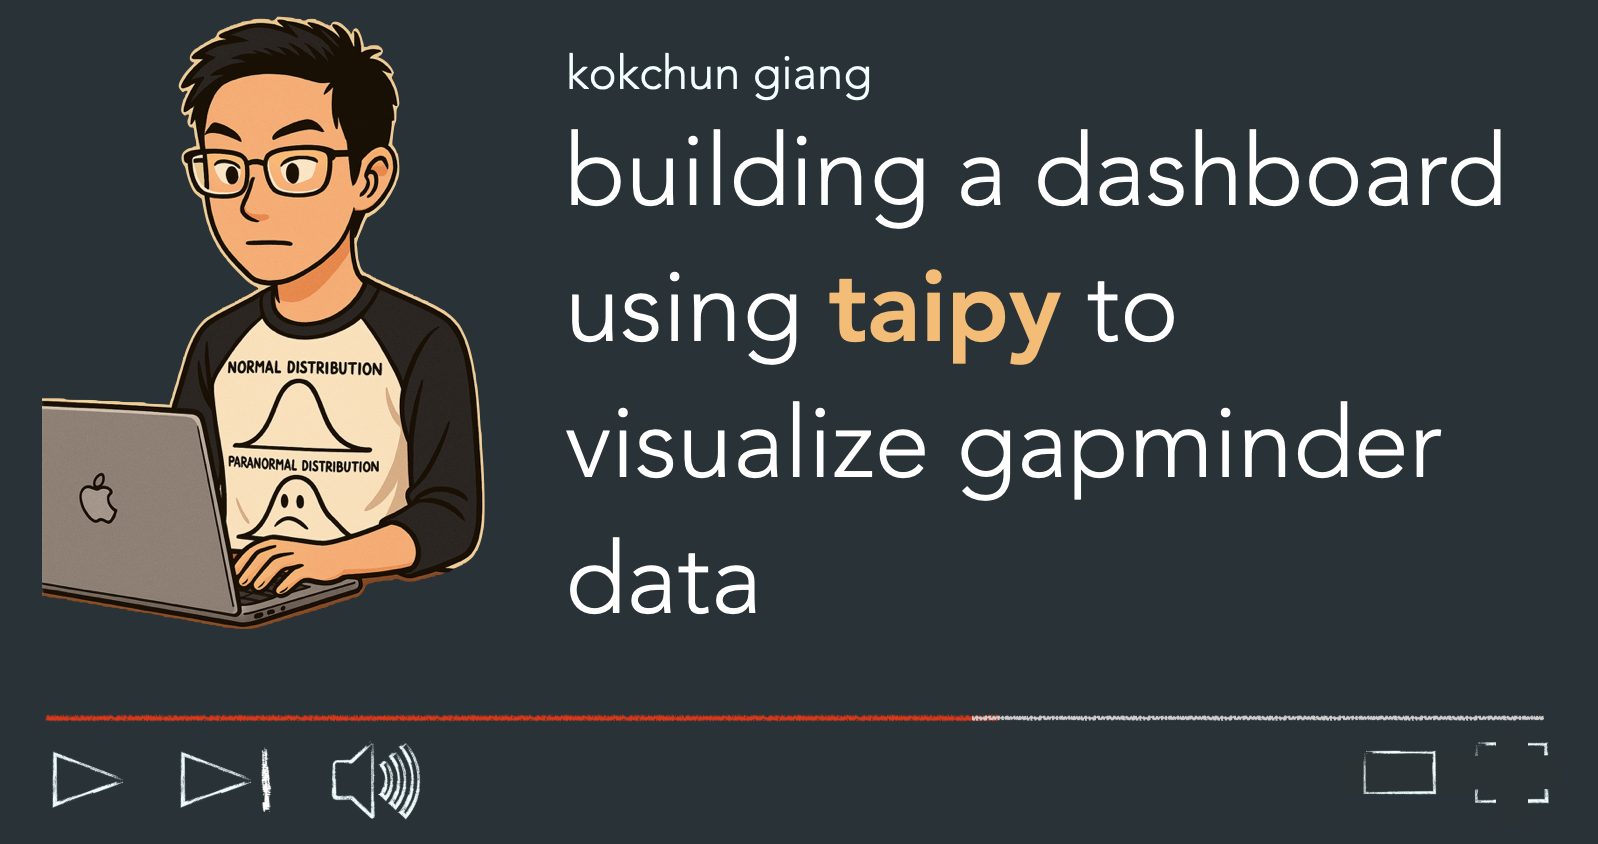 kokchun giang
building a dashboard
using taipy to
visualize gapminder
data
NORMAL DISTRIBUTION
PARANORMAL DISTRIBUTION